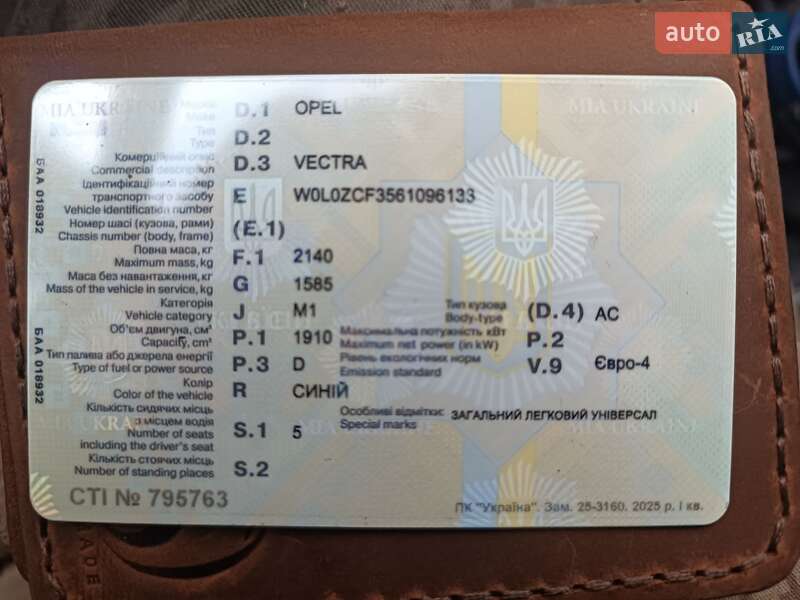 auto RIA .com
MIA UKRAINE MIA UKRAINE
Марка
Make D.1 OPEL
Тип
Type D.2
Комерційний опис
Commercial description D.3 VECTRA
Ідентифікаційний номер
транспортного засобу E W0L0ZCF3561096133
Vehicle identification number
Номер шасі (кузова, рами)
Chassis number (body, frame) (E.1)
Повна маса, кг
Maximum mass, kg F.1 2140
Маса без навантаження, кг
Mass of the vehicle in service, kg G 1585
Категорія
Vehicle category J M1 Тип кузова
Body-type (D.4) AC
Об'єм двигуна, см³
Capacity, cm³ P.1 1910 Максимальна потужність кВт
Maximum net power (in kW) P.2
Тип палива або джерела енергії
Type of fuel or power source P.3 D Рівень екологічних норм
Emission standard V.9 Євро-4
Колір
Color of the vehicle R СИНІЙ
Кількість сидячих місць
з місцем водія
Number of seats
including the driver's seat S.1 5 Особливі відмітки:
Special marks ЗАГАЛЬНИЙ ЛЕГКОВИЙ УНІВЕРСАЛ
Кількість стоячих місць
Number of standing places S.2
СТІ № 795763
ПК "Україна". Зам. 25-3160. 2025 р. І кв.
БАА 018932
БАА 018932